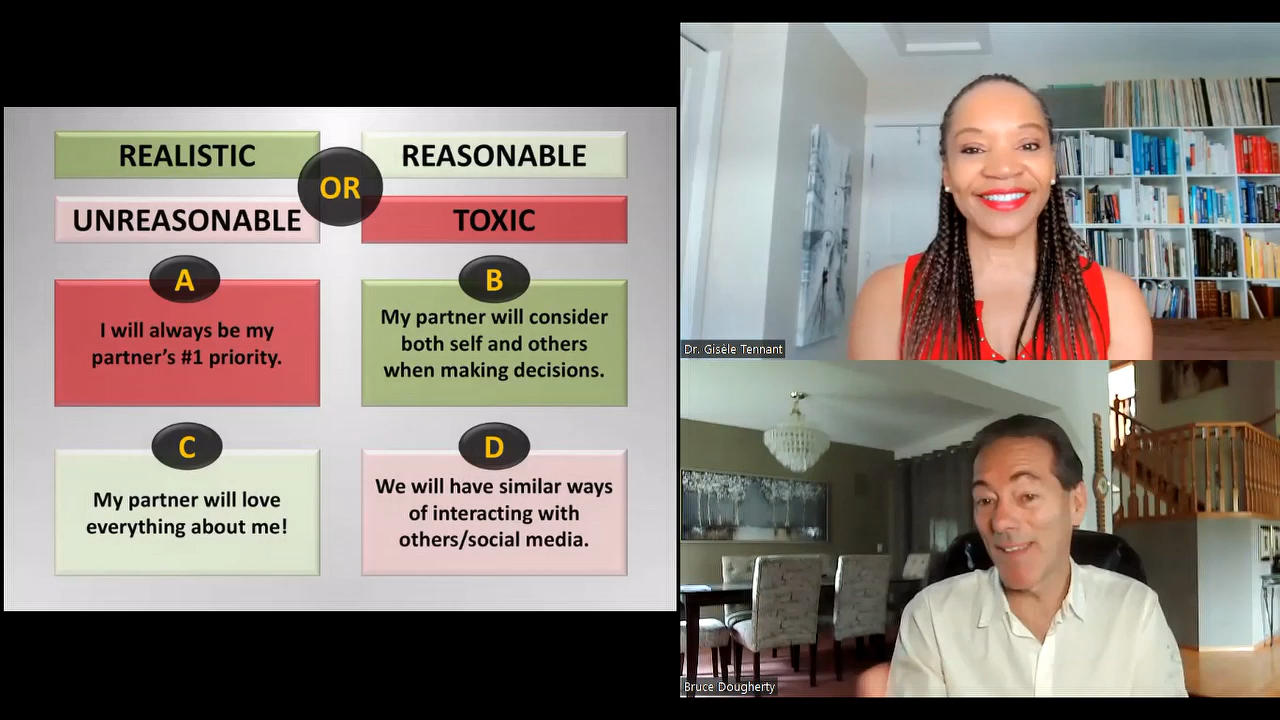 REALISTIC
OR
REASONABLE
UNREASONABLE
TOXIC
A
I will always be my
partner's #1 priority.
B
My partner will consider
both self and others
when making decisions.
C
My partner will love
everything about me!
D
We will have similar ways
of interacting with
others/social media.
Dr. Gisèle Tennant
Bruce Dougherty